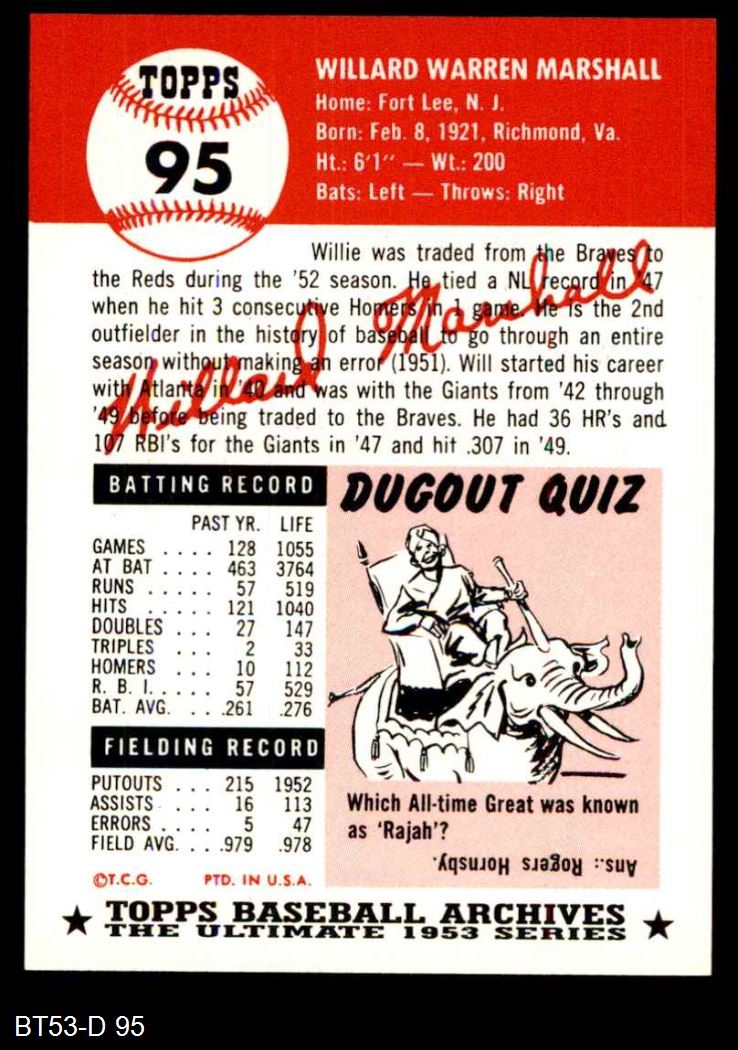 TOPPS
95
WILLARD WARREN MARSHALL
Home: Fort Lee, N. J.
Born: Feb. 8, 1921, Richmond, Va.
Ht.: 6'1" — Wt.: 200
Bats: Left — Throws: Right
Willie was traded from the Braves to
the Reds during the '52 season. He tied a NL record in '47
when he hit 3 consecutive Homers in 1 game. He is the 2nd
outfielder in the history of baseball to go through an entire
season without making an error (1951). Will started his career
with Atlanta in '40 and was with the Giants from '42 through
'49 before being traded to the Braves. He had 36 HR's and
107 RBI's for the Giants in '47 and hit .307 in '49.
Willard Marshall
BATTING RECORD
PAST YR. LIFE
GAMES .... 128 1055
AT BAT .... 463 3764
RUNS ..... 57 519
HITS ..... 121 1040
DOUBLES ... 27 147
TRIPLES ... 2 33
HOMERS ... 10 112
R. B. I. .... 57 529
BAT. AVG. ... .261 .276
FIELDING RECORD
PUTOUTS ... 215 1952
ASSISTS ... 16 113
ERRORS .... 5 47
FIELD AVG. ... .979 .978
©T.C.G. PTD. IN U.S.A.
DUGOUT QUIZ
Which All-time Great was known
as 'Rajah'?
Ans.: Rogers Hornsby.
★ TOPPS BASEBALL ARCHIVES ★
THE ULTIMATE 1953 SERIES
BT53-D 95